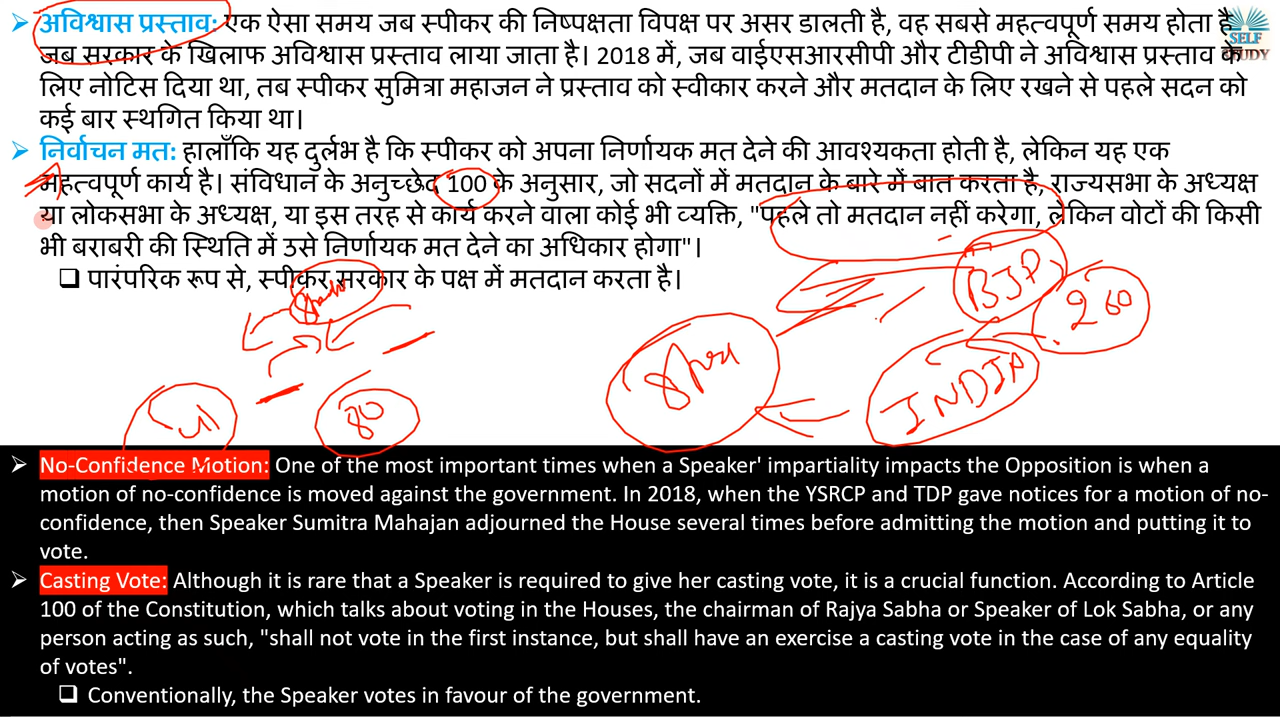 ➢ अविश्वास प्रस्ताव: एक ऐसा समय जब स्पीकर की निष्पक्षता विपक्ष पर असर डालती है, वह सबसे महत्वपूर्ण समय होता है
जब सरकार के खिलाफ अविश्वास प्रस्ताव लाया जाता है। 2018 में, जब वाईएसआरसीपी और टीडीपी ने अविश्वास प्रस्ताव के
लिए नोटिस दिया था, तब स्पीकर सुमित्रा महाजन ने प्रस्ताव को स्वीकार करने और मतदान के लिए रखने से पहले सदन को
कई बार स्थगित किया था।
SELF
STUDY
➢ निर्वाचन मत: हालाँकि यह दुर्लभ है कि स्पीकर को अपना निर्णायक मत देने की आवश्यकता होती है, लेकिन यह एक
महत्वपूर्ण कार्य है। संविधान के अनुच्छेद 100 के अनुसार, जो सदनों में मतदान के बारे में बात करता है, राज्यसभा के अध्यक्ष
या लोकसभा के अध्यक्ष, या इस तरह से कार्य करने वाला कोई भी व्यक्ति, "पहले तो मतदान नहीं करेगा, लेकिन वोटों की किसी
भी बराबरी की स्थिति में उसे निर्णायक मत देने का अधिकार होगा"।
❑ पारंपरिक रूप से, स्पीकर सरकार के पक्ष में मतदान करता है।
BJP
260
INDIA
80
➢ No-Confidence Motion: One of the most important times when a Speaker' impartiality impacts the Opposition is when a
motion of no-confidence is moved against the government. In 2018, when the YSRCP and TDP gave notices for a motion of no-
confidence, then Speaker Sumitra Mahajan adjourned the House several times before admitting the motion and putting it to
vote.
➢ Casting Vote: Although it is rare that a Speaker is required to give her casting vote, it is a crucial function. According to Article
100 of the Constitution, which talks about voting in the Houses, the chairman of Rajya Sabha or Speaker of Lok Sabha, or any
person acting as such, "shall not vote in the first instance, but shall have an exercise a casting vote in the case of any equality
of votes".
❑ Conventionally, the Speaker votes in favour of the government.